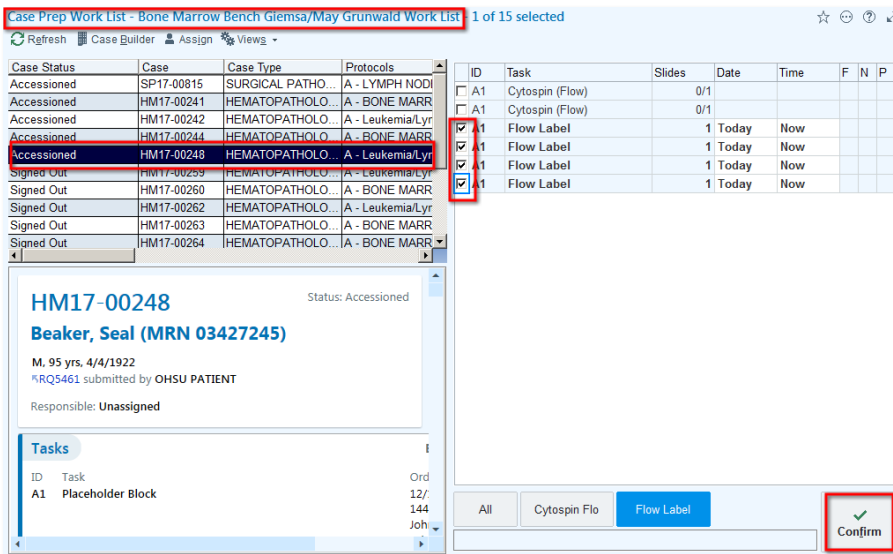 Case Prep Work List - Bone Marrow Bench Giemsa/May Grunwald Work List - 1 of 15 selected
Refresh Case Builder Assign Views
Case Status Case Case Type Protocols
Accessioned SP17-00815 SURGICAL PATHO... A - LYMPH NODI
Accessioned HM17-00241 HEMATOPATHOLO... A - BONE MARR
Accessioned HM17-00242 HEMATOPATHOLO... A - Leukemia/Lyr
Accessioned HM17-00244 HEMATOPATHOLO... A - BONE MARR
Accessioned HM17-00248 HEMATOPATHOLO... A - Leukemia/Lyr
Signed Out HM17-00259 HEMATOPATHOLO... A - Leukemia/Lyr
Signed Out HM17-00260 HEMATOPATHOLO... A - BONE MARR
Signed Out HM17-00262 HEMATOPATHOLO... A - Leukemia/Lyr
Signed Out HM17-00263 HEMATOPATHOLO... A - BONE MARR
Signed Out HM17-00264 HEMATOPATHOLO... A - BONE MARR
HM17-00248 Status: Accessioned
Beaker, Seal (MRN 03427245)
M, 95 yrs, 4/4/1922
RQ5461 submitted by OHSU PATIENT
Responsible: Unassigned
Tasks
ID Task Ord
A1 Placeholder Block 12/
144
Joh
ID Task Slides Date Time F N P
A1 Cytospin (Flow) 0/1
A1 Cytospin (Flow) 0/1
A1 Flow Label 1 Today Now
A1 Flow Label 1 Today Now
A1 Flow Label 1 Today Now
A1 Flow Label 1 Today Now
All Cytospin Flo Flow Label
Confirm